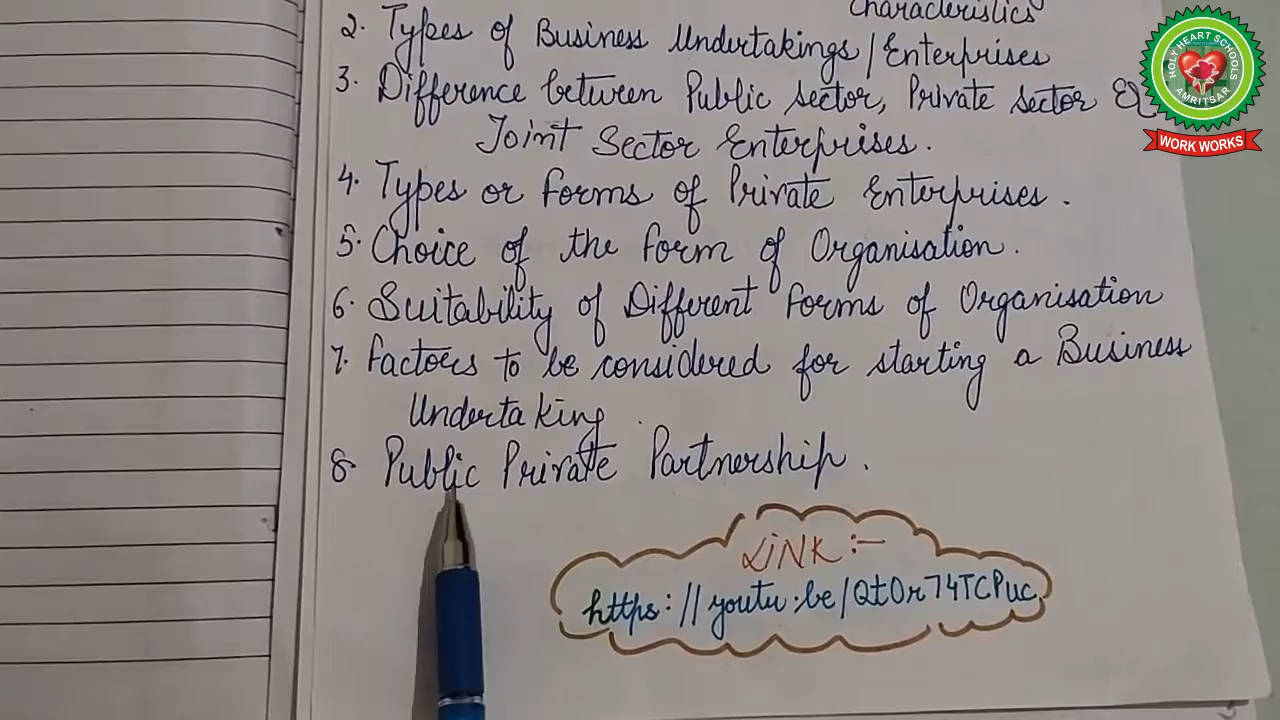 Characteristics
2. Types of Business Undertakings/Enterprises
3. Difference between Public sector, Private sector &
Joint Sector Enterprises.
4. Types or Forms of Private Enterprises.
5. Choice of the Form of Organisation.
6. Suitability of Different Forms of Organisation
7. Factors to be considered for starting a Business
Undertaking.
8. Public Private Partnership.
LiNK:-
https://youtu.be/QtOr74TCPuc
HOLY HEART SCHOOLS
AMRITSAR
WORK WORKS